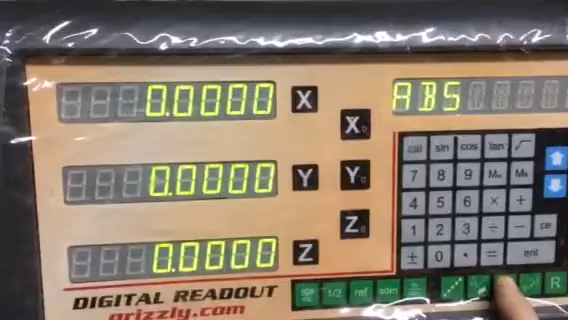 0.0000 X
ABS
X₀
0.0000 Y Y₀
Z₀
0.0000 Z
cal sin cos tan √
7 8 9
4 5 6 × +
1 2 3 ÷ − ce
± 0 • = ent
1/2 ref R
DIGITAL READOUT
grizzly.com